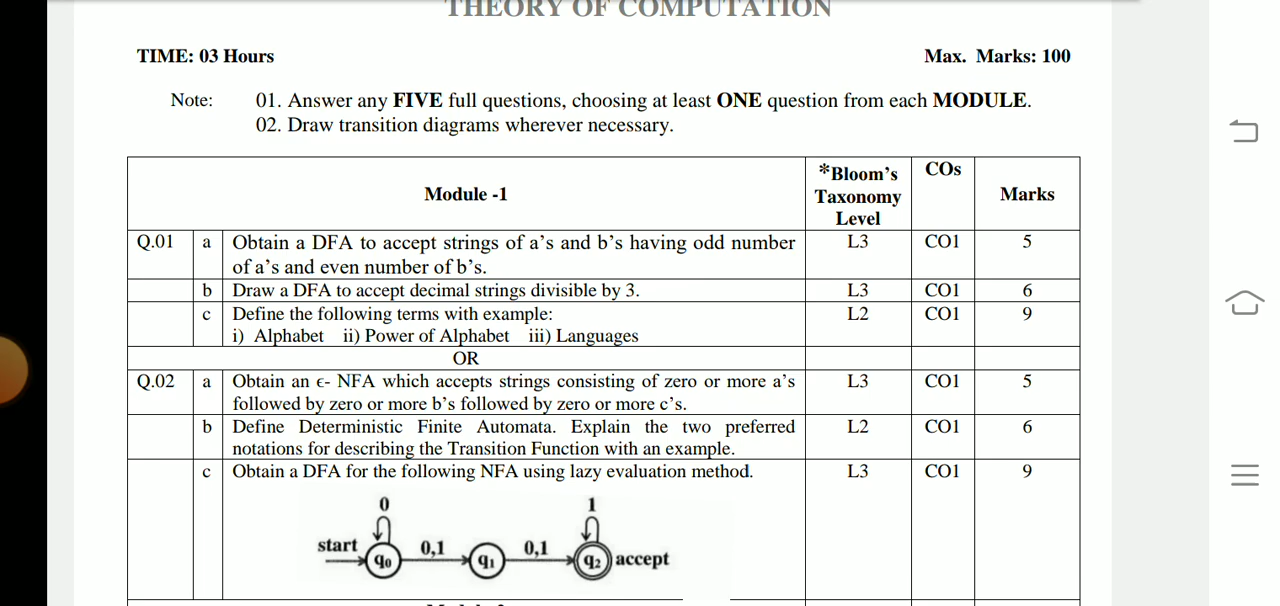 THEORY OF COMPUTATION
TIME: 03 Hours Max. Marks: 100
Note: 01. Answer any FIVE full questions, choosing at least ONE question from each MODULE.
02. Draw transition diagrams wherever necessary.
Module -1 *Bloom's Taxonomy Level COs Marks
Q.01 a Obtain a DFA to accept strings of a's and b's having odd number L3 CO1 5
of a's and even number of b's.
b Draw a DFA to accept decimal strings divisible by 3. L3 CO1 6
c Define the following terms with example: L2 CO1 9
i) Alphabet ii) Power of Alphabet iii) Languages
OR
Q.02 a Obtain an ϵ- NFA which accepts strings consisting of zero or more a's L3 CO1 5
followed by zero or more b's followed by zero or more c's.
b Define Deterministic Finite Automata. Explain the two preferred L2 CO1 6
notations for describing the Transition Function with an example.
c Obtain a DFA for the following NFA using lazy evaluation method. L3 CO1 9
0 1
start 0,1 0,1
q0 q1 q2 accept